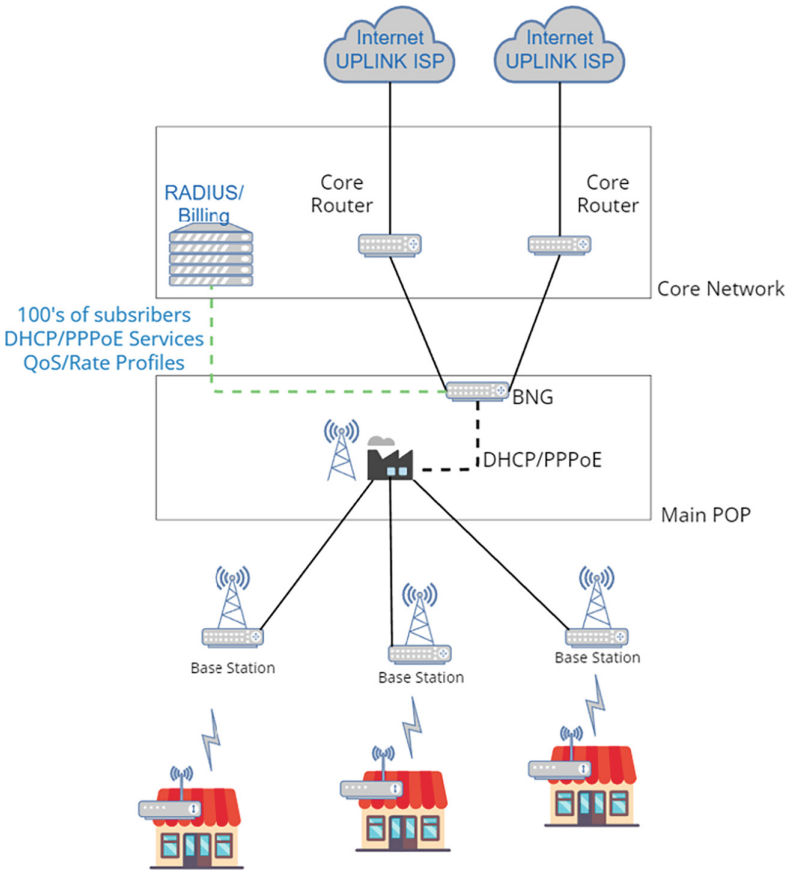 Internet
UPLINK ISP
Internet
UPLINK ISP
RADIUS/
Billing
Core
Router
Core
Router
Core Network
100's of subsribers
DHCP/PPPoE Services
QoS/Rate Profiles
BNG
DHCP/PPPoE
Main POP
Base Station
Base Station
Base Station